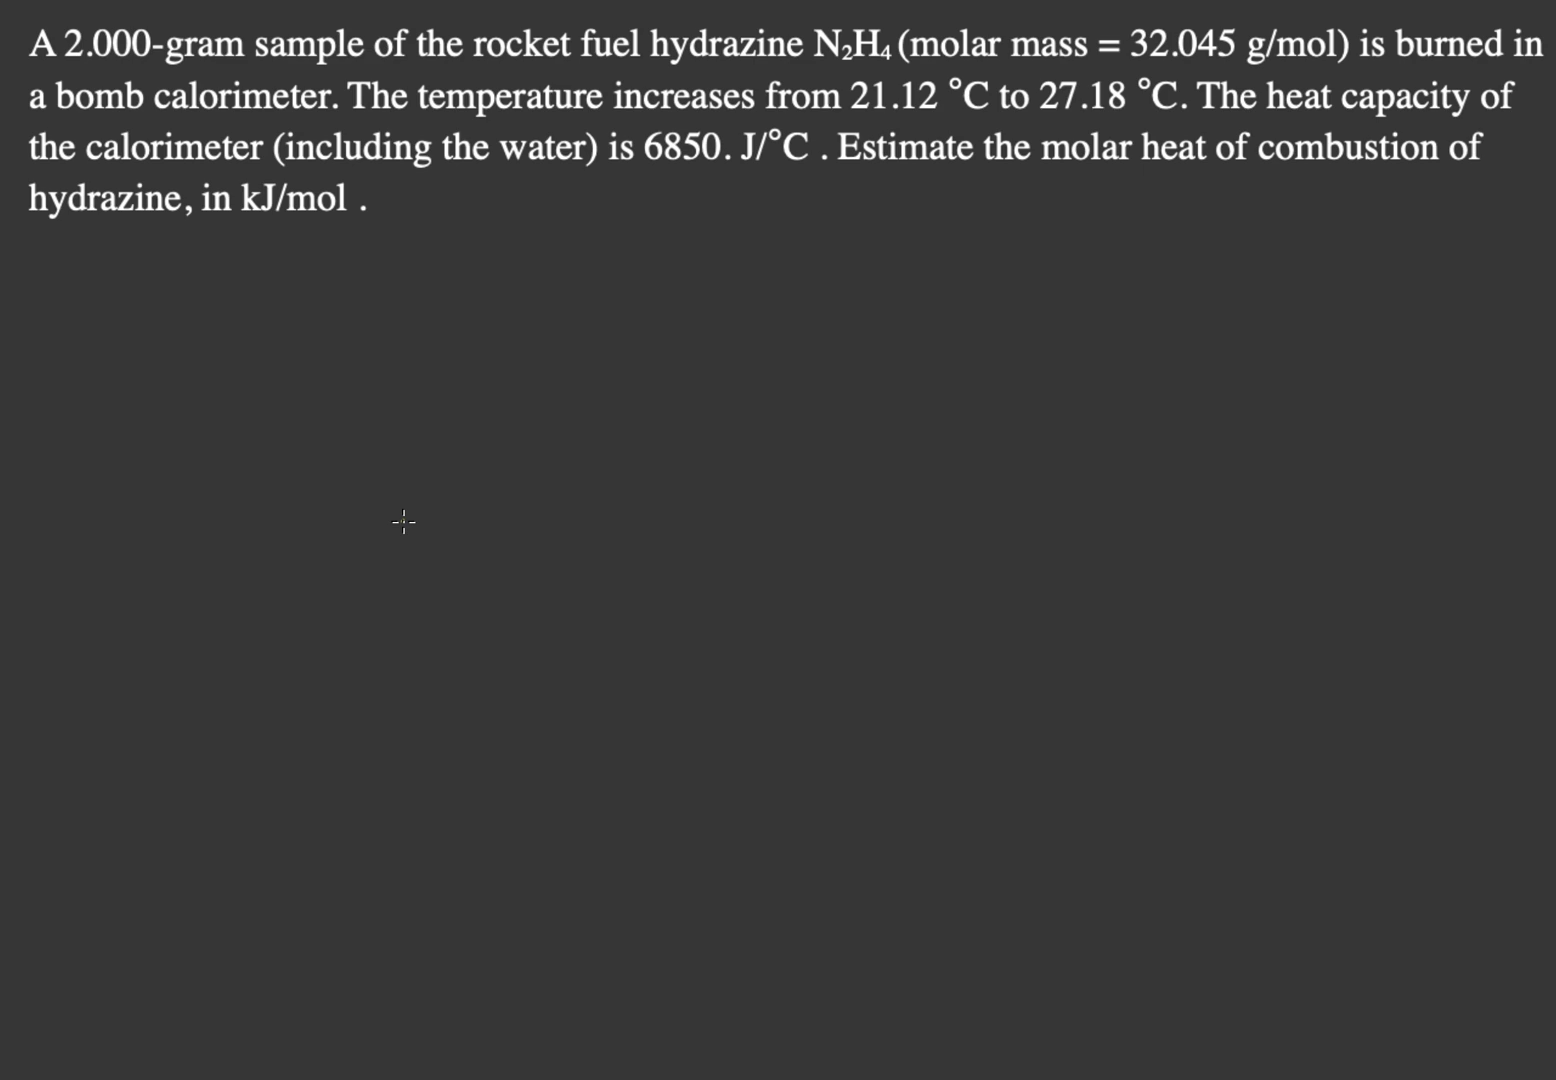 A 2.000-gram sample of the rocket fuel hydrazine N₂H₄ (molar mass = 32.045 g/mol) is burned in
a bomb calorimeter. The temperature increases from 21.12 °C to 27.18 °C. The heat capacity of
the calorimeter (including the water) is 6850. J/°C . Estimate the molar heat of combustion of
hydrazine, in kJ/mol .